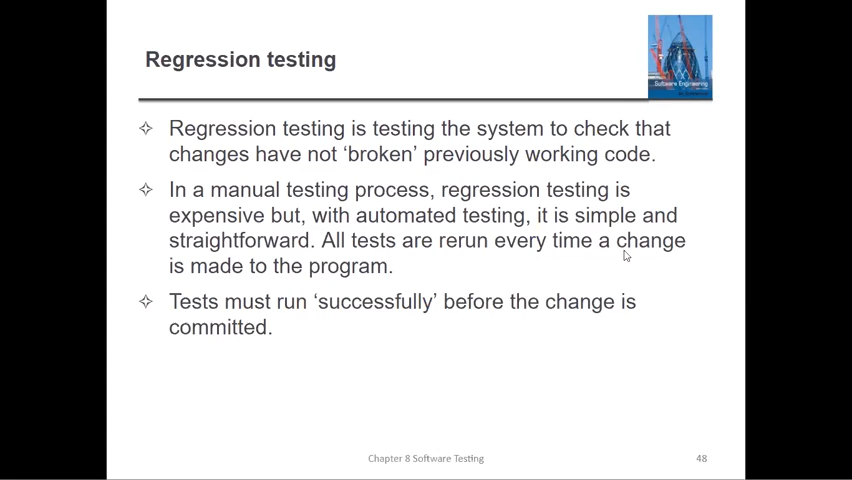 Regression testing
Software Engineering
✧ Regression testing is testing the system to check that
changes have not ‘broken’ previously working code.
✧ In a manual testing process, regression testing is
expensive but, with automated testing, it is simple and
straightforward. All tests are rerun every time a change
is made to the program.
✧ Tests must run ‘successfully’ before the change is
committed.
Chapter 8 Software Testing
48